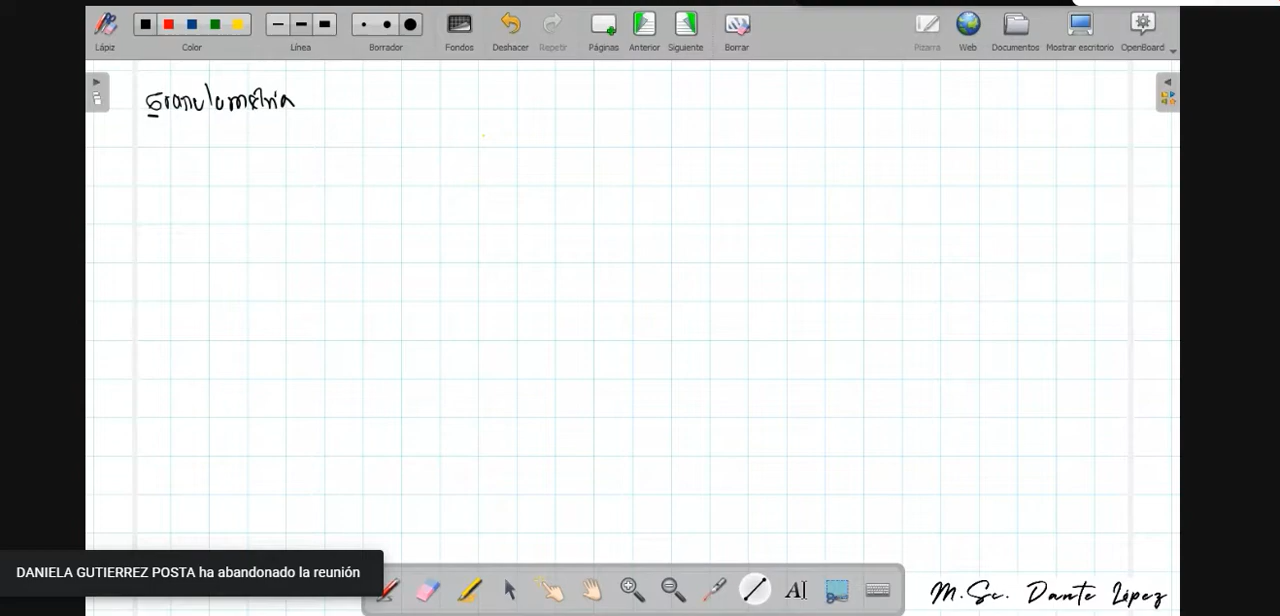 Lápiz Color Línea Borrador Fondos Deshacer Repetir Páginas Anterior Siguiente Borrar Pizarra Web Documentos Mostrar escritorio OpenBoard
Granulometria
DANIELA GUTIERREZ POSTA ha abandonado la reunión
M.Sc. Dante López